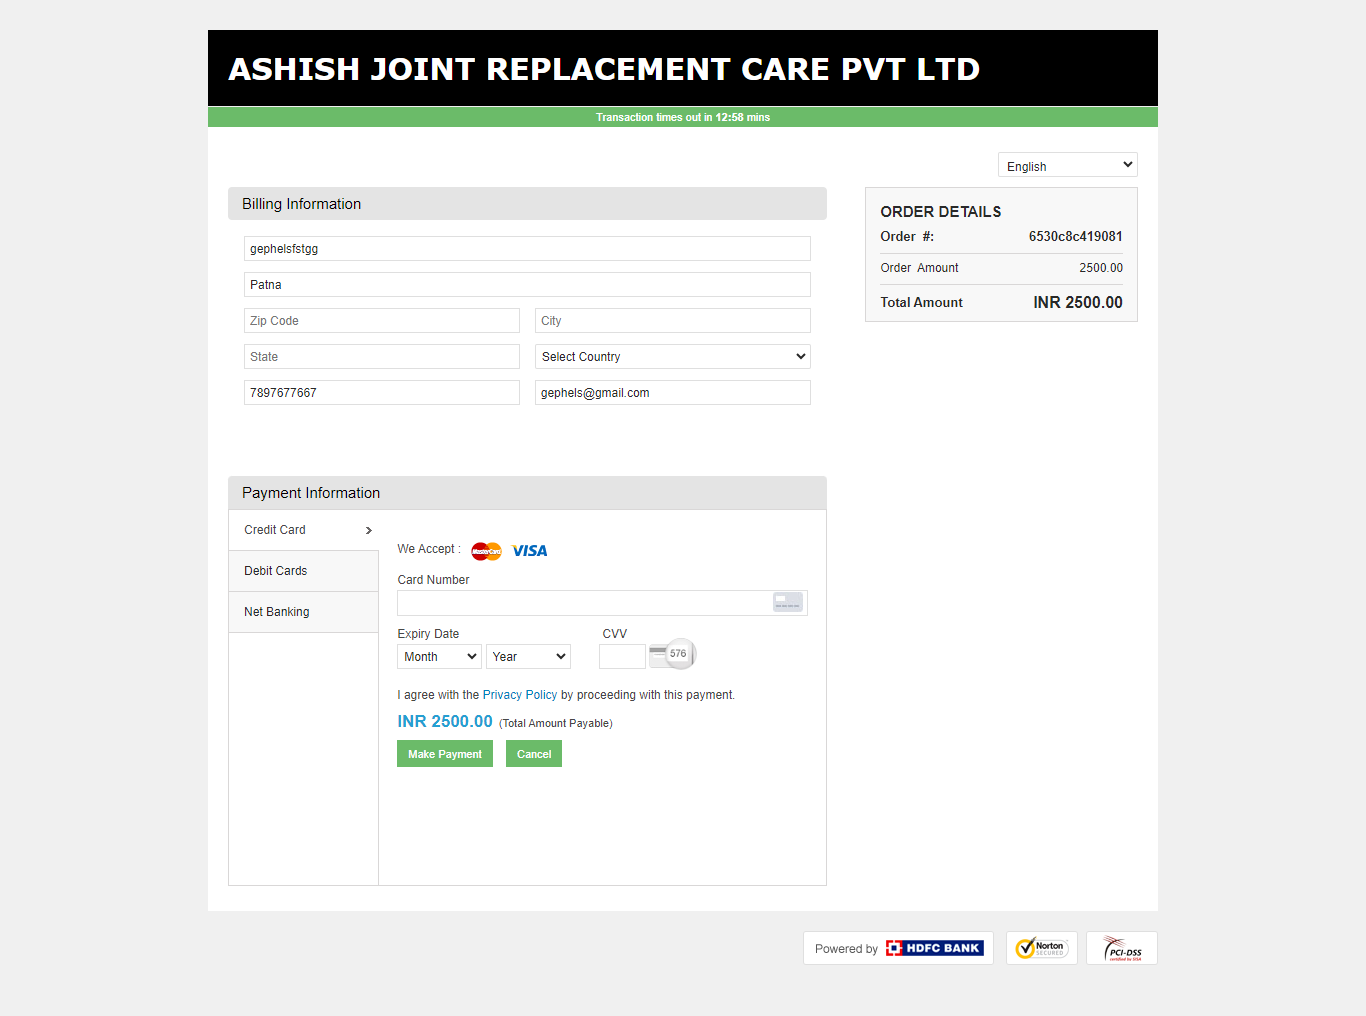 ASHISH JOINT REPLACEMENT CARE PVT LTD
Transaction times out in 12:58 mins
English
Billing Information
gephelsfstgg
Patna
Zip Code City
State Select Country
7897677667 gephels@gmail.com
ORDER DETAILS
Order #: 6530c8c419081
Order Amount 2500.00
Total Amount INR 2500.00
Payment Information
Credit Card
Debit Cards
Net Banking
We Accept : MasterCard VISA
Card Number
Expiry Date CVV
Month Year 576
I agree with the Privacy Policy by proceeding with this payment.
INR 2500.00 (Total Amount Payable)
Make Payment Cancel
Powered by HDFC BANK
Norton
SECURED
PCI-DSS
certified by SISA